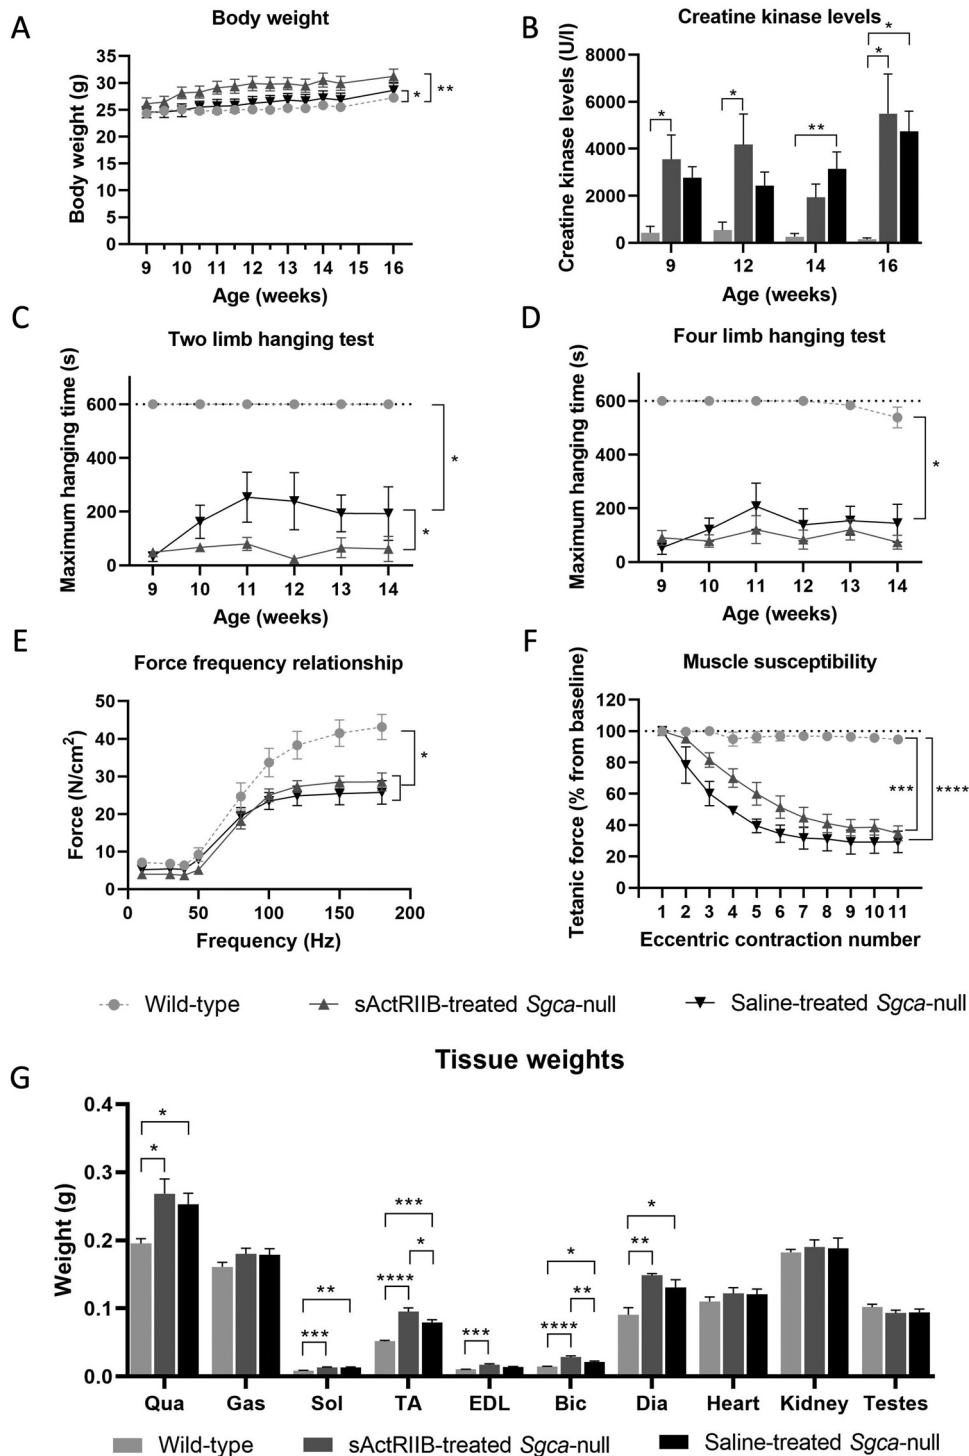 A
Body weight
Body weight (g)
35
30
25
20
15
10
5
0
*
**
9 10 11 12 13 14 15 16
Age (weeks)
B
Creatine kinase levels
Creatine kinase levels (U/l)
8000
6000
4000
2000
0
*
*
**
*
*
9 12 14 16
Age (weeks)
C
Two limb hanging test
Maximum hanging time (s)
600
400
200
0
*
*
9 10 11 12 13 14
Age (weeks)
D
Four limb hanging test
Maximum hanging time (s)
600
400
200
0
*
9 10 11 12 13 14
Age (weeks)
E
Force frequency relationship
Force (N/cm²)
50
40
30
20
10
0
*
0 50 100 150 200
Frequency (Hz)
F
Muscle susceptibility
Tetanic force (% from baseline)
120
100
80
60
40
20
0
*** ****
1 2 3 4 5 6 7 8 9 10 11
Eccentric contraction number
Wild-type sActRIIB-treated Sgca-null Saline-treated Sgca-null
G
Tissue weights
Weight (g)
0.4
0.3
0.2
0.1
0.0
*
*
**
***
***
*
****
***
*
**
****
*
**
Qua Gas Sol TA EDL Bic Dia Heart Kidney Testes
Wild-type sActRIIB-treated Sgca-null Saline-treated Sgca-null